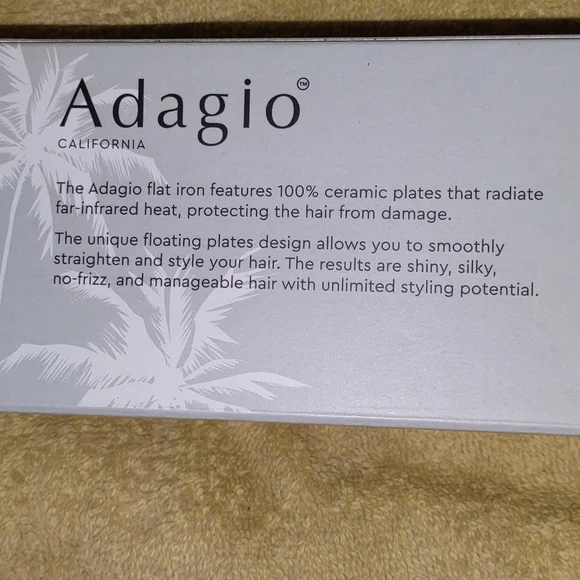 Adagio™
CALIFORNIA
The Adagio flat iron features 100% ceramic plates that radiate
far-infrared heat, protecting the hair from damage.
The unique floating plates design allows you to smoothly
straighten and style your hair. The results are shiny, silky,
no-frizz, and manageable hair with unlimited styling potential.